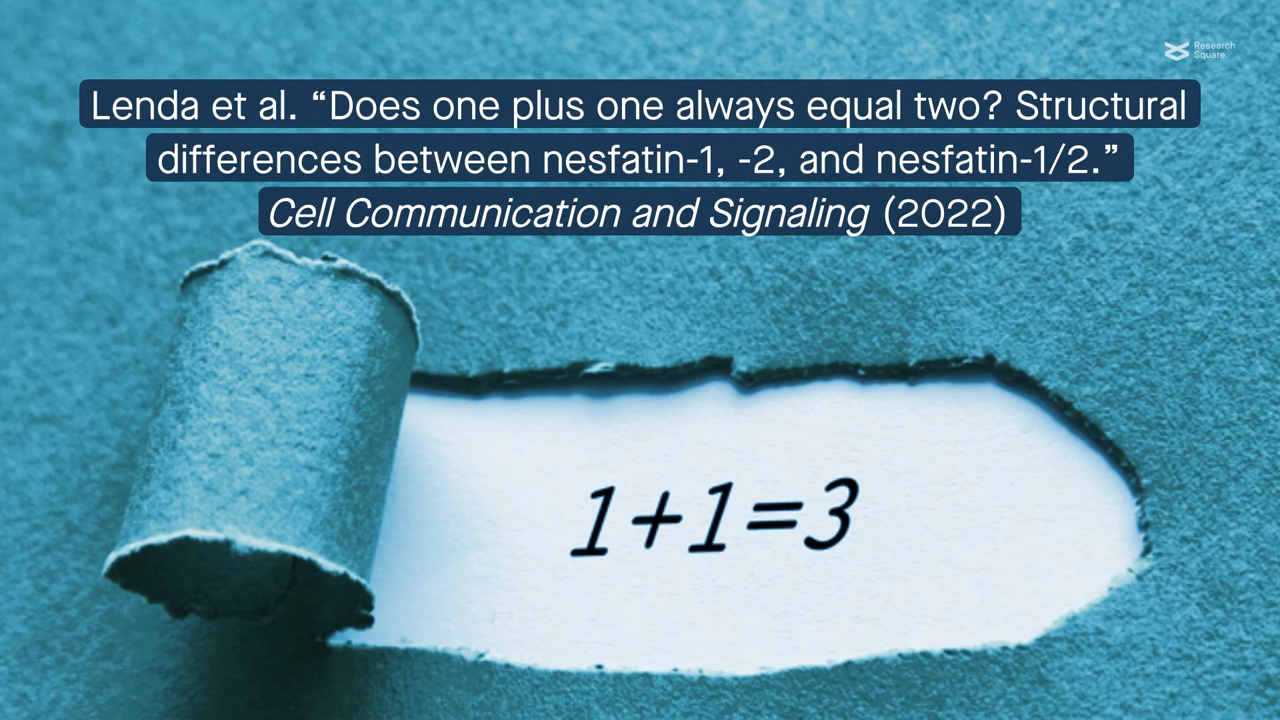 Research
Square
Lenda et al. “Does one plus one always equal two? Structural
differences between nesfatin-1, -2, and nesfatin-1/2.”
Cell Communication and Signaling (2022)
1+1=3